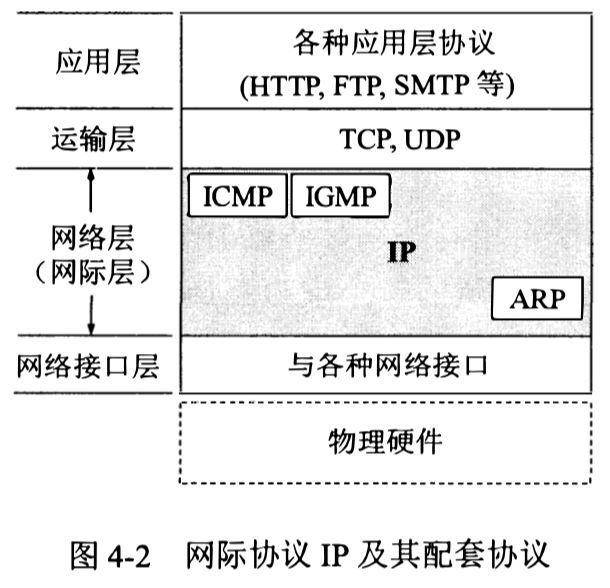 应用层
各种应用层协议
(HTTP, FTP, SMTP 等)
运输层
TCP, UDP
ICMP
IGMP
网络层
（网际层）
IP
ARP
网络接口层
与各种网络接口
物理硬件
图 4-2 网际协议 IP 及其配套协议